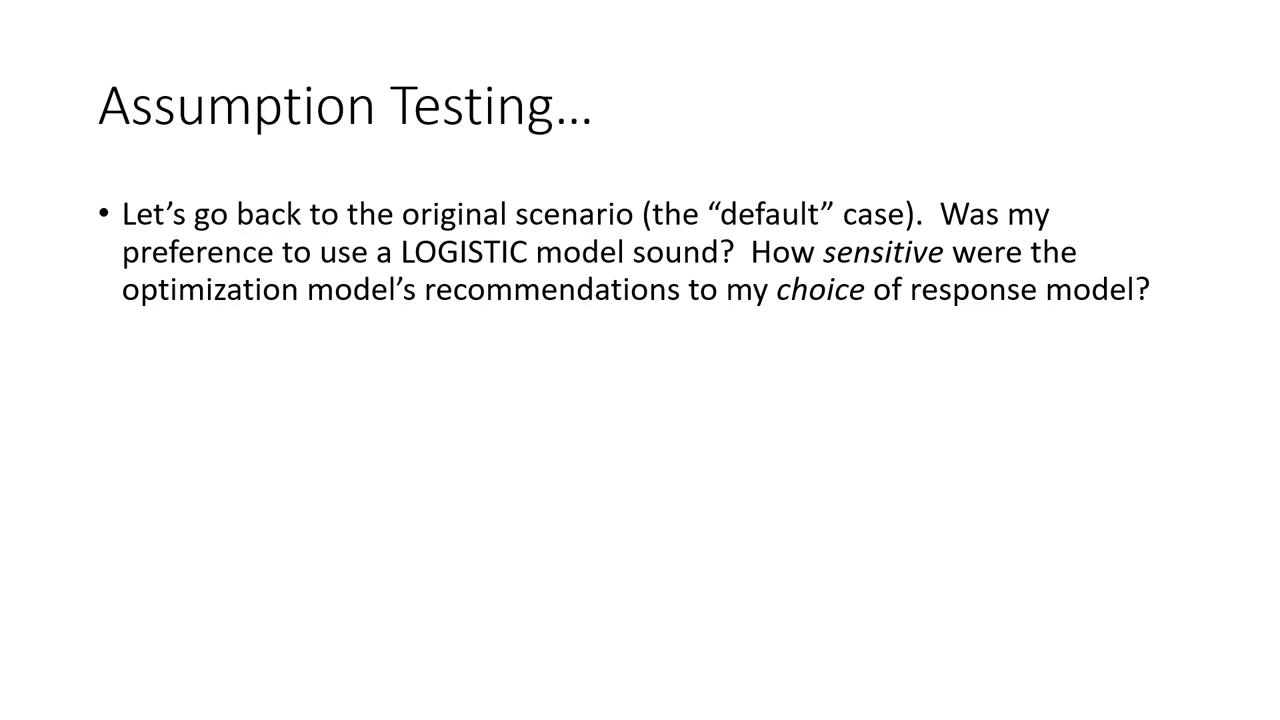 Assumption Testing...
• Let’s go back to the original scenario (the “default” case).  Was my
preference to use a LOGISTIC model sound?  How sensitive were the
optimization model’s recommendations to my choice of response model?